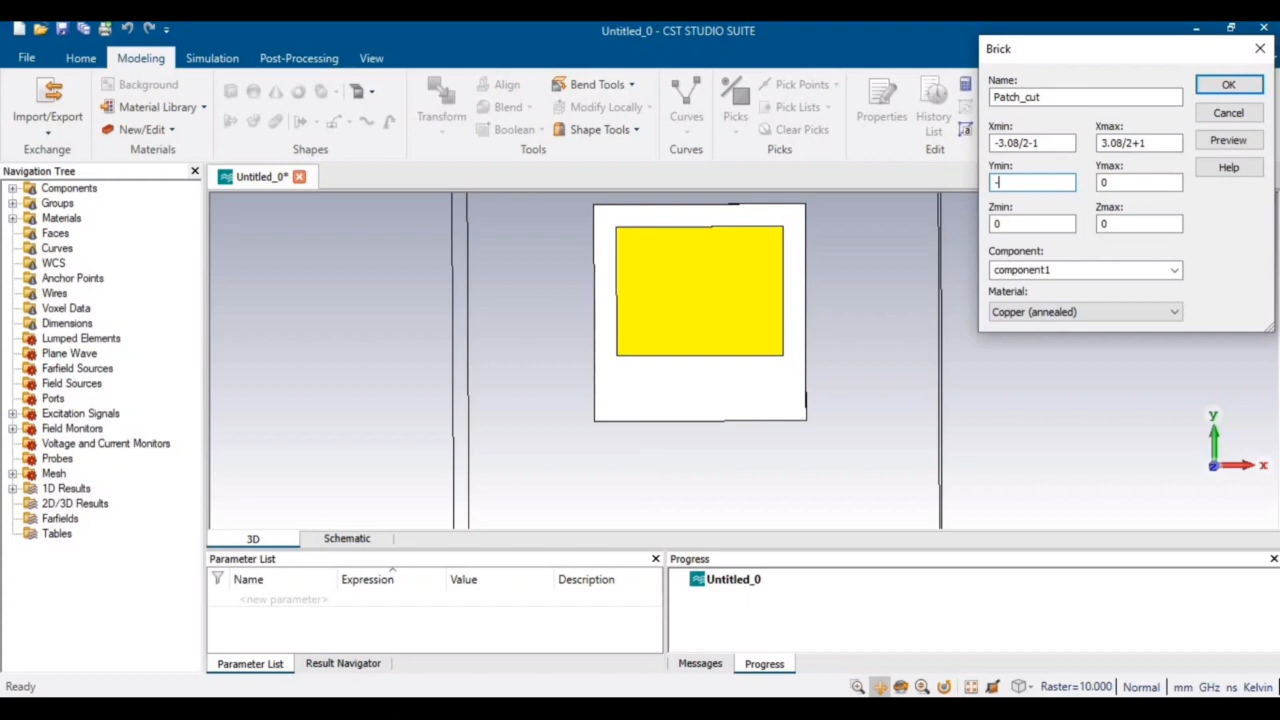 Untitled_0 - CST STUDIO SUITE
File Home Modeling Simulation Post-Processing View
Import/Export
Exchange
Background
Material Library
New/Edit
Materials
Shapes
Transform
Align
Blend
Boolean
Bend Tools
Modify Locally
Shape Tools
Tools
Curves
Curves
Picks
Pick Points
Pick Lists
Clear Picks
Picks
Properties
History
List
Edit
Brick
Name:
Patch_cut
OK
Cancel
Preview
Help
Xmin: Xmax:
-3.08/2-1 3.08/2+1
Ymin: Ymax:
- 0
Zmin: Zmax:
0 0
Component:
component1
Material:
Copper (annealed)
Navigation Tree
Components
Groups
Materials
Faces
Curves
WCS
Anchor Points
Wires
Voxel Data
Dimensions
Lumped Elements
Plane Wave
Farfield Sources
Field Sources
Ports
Excitation Signals
Field Monitors
Voltage and Current Monitors
Probes
Mesh
1D Results
2D/3D Results
Farfields
Tables
Untitled_0*
y
x
z
3D Schematic
Parameter List
Name Expression Value Description
<new parameter>
Parameter List Result Navigator
Progress
Untitled_0
Messages Progress
Ready
Raster=10.000 Normal mm GHz ns Kelvin